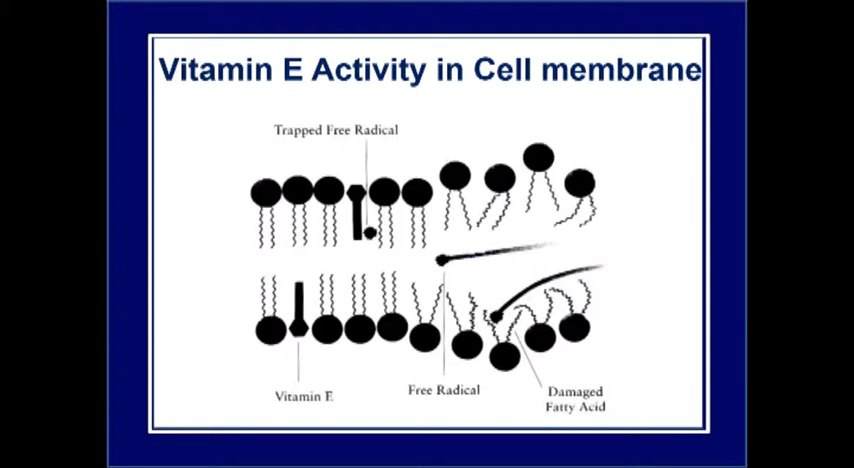 Vitamin E Activity in Cell membrane
Trapped Free Radical
Vitamin E
Free Radical
Damaged
Fatty Acid